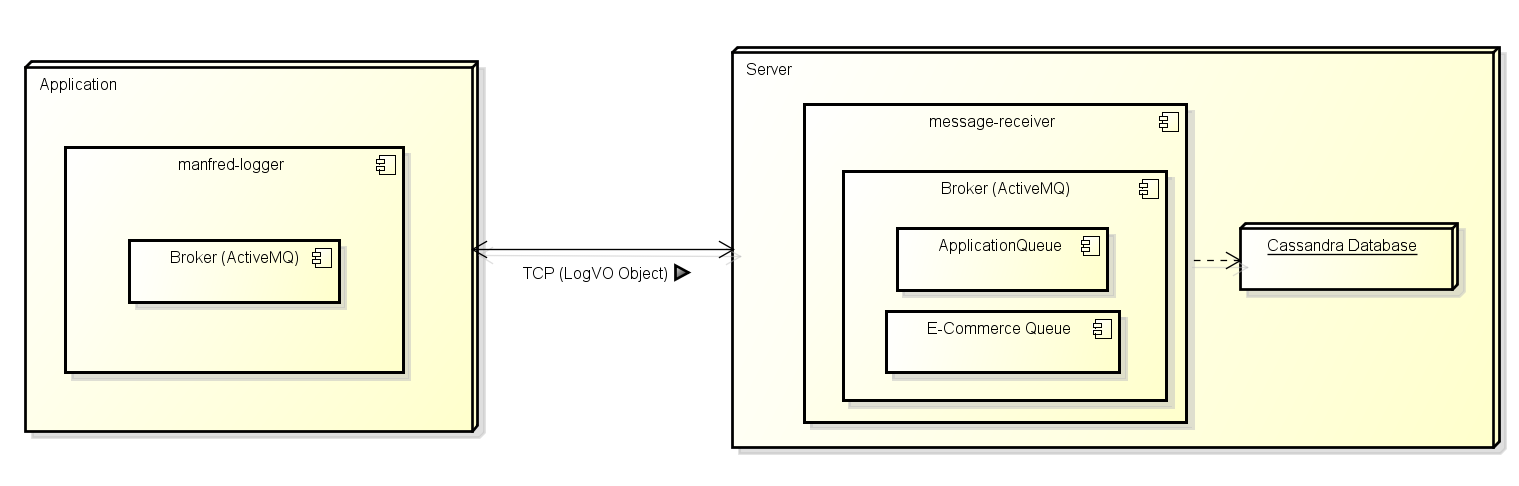 Application
manfred-logger
Broker (ActiveMQ)
TCP (LogVO Object)
Server
message-receiver
Broker (ActiveMQ)
ApplicationQueue
E-Commerce Queue
Cassandra Database